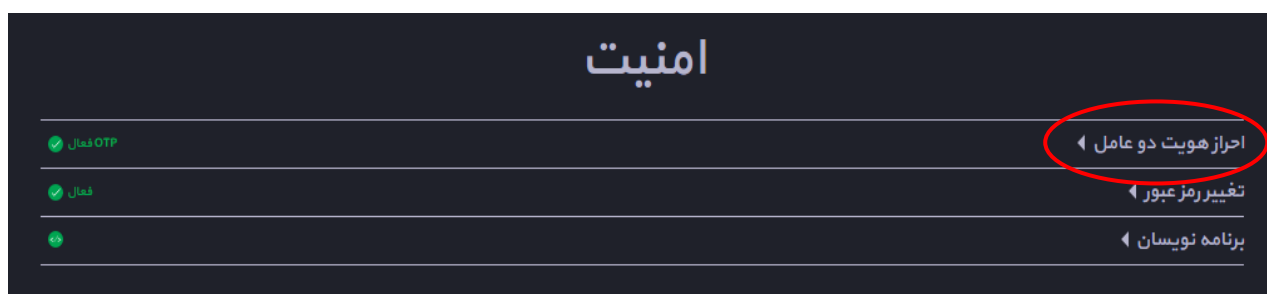 امنیت
احراز هویت دو عامل
OTP فعال
تغییر رمز عبور
فعال
برنامه نویسان